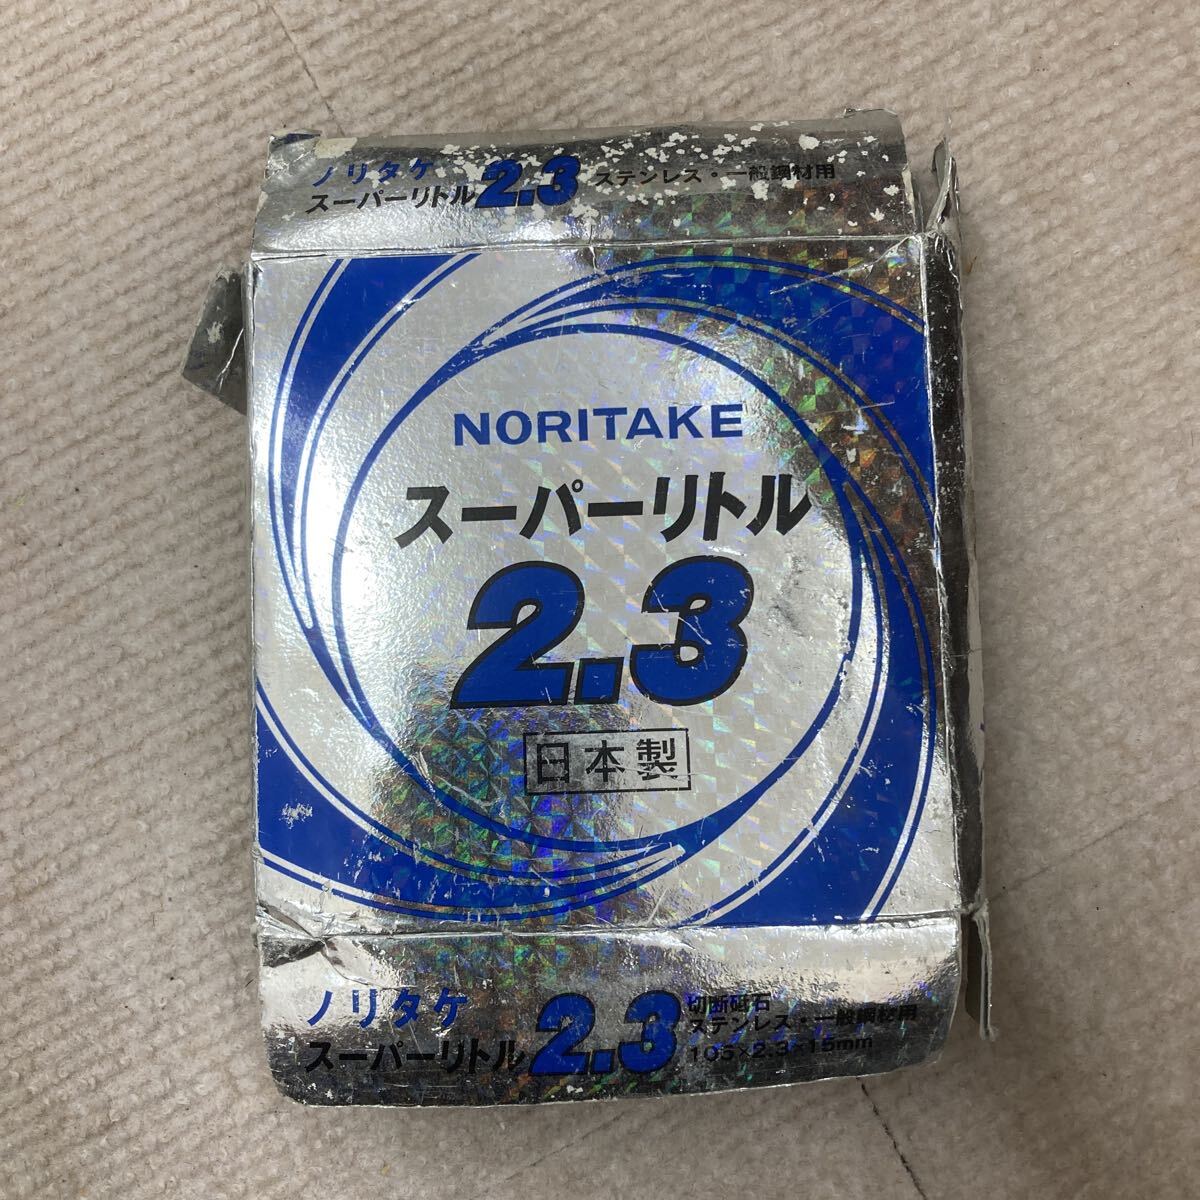 ノリタケ
スーパーリトル 2.3 ステンレス・一般鋼材用
NORITAKE
スーパーリトル
2.3
日本製
ノリタケ
スーパーリトル 2.3
切断砥石
ステンレス・一般鋼材用
105×2.3×15mm